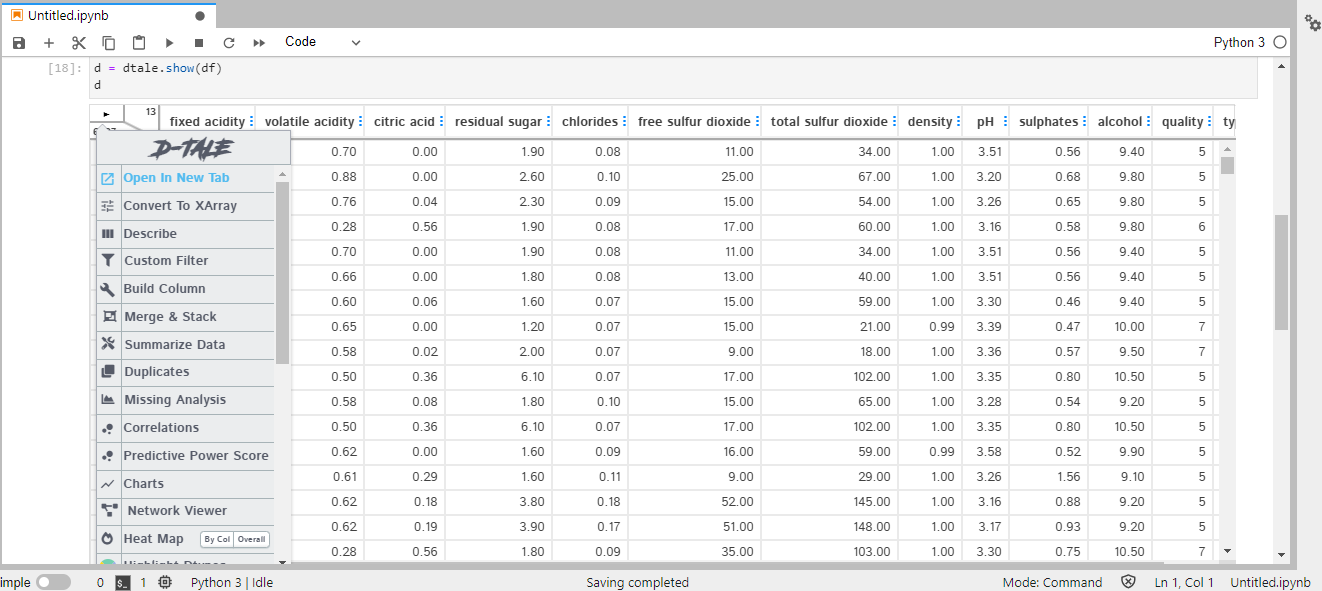 Untitled.ipynb
Code
Python 3
[18]: d = dtale.show(df)
d
13 fixed acidity volatile acidity citric acid residual sugar chlorides free sulfur dioxide total sulfur dioxide density pH sulphates alcohol quality
D-TALE
0.70 0.00 1.90 0.08 11.00 34.00 1.00 3.51 0.56 9.40 5
Open In New Tab 0.88 0.00 2.60 0.10 25.00 67.00 1.00 3.20 0.68 9.80 5
Convert To XArray 0.76 0.04 2.30 0.09 15.00 54.00 1.00 3.26 0.65 9.80 5
Describe 0.28 0.56 1.90 0.08 17.00 60.00 1.00 3.16 0.58 9.80 6
Custom Filter 0.70 0.00 1.90 0.08 11.00 34.00 1.00 3.51 0.56 9.40 5
Build Column 0.66 0.00 1.80 0.08 13.00 40.00 1.00 3.51 0.56 9.40 5
Merge & Stack 0.60 0.06 1.60 0.07 15.00 59.00 1.00 3.30 0.46 9.40 5
Summarize Data 0.65 0.00 1.20 0.07 15.00 21.00 0.99 3.39 0.47 10.00 7
0.58 0.02 2.00 0.07 9.00 18.00 1.00 3.36 0.57 9.50 7
Duplicates 0.50 0.36 6.10 0.07 17.00 102.00 1.00 3.35 0.80 10.50 5
Missing Analysis 0.58 0.08 1.80 0.10 15.00 65.00 1.00 3.28 0.54 9.20 5
Correlations 0.50 0.36 6.10 0.07 17.00 102.00 1.00 3.35 0.80 10.50 5
Predictive Power Score 0.62 0.00 1.60 0.09 16.00 59.00 0.99 3.58 0.52 9.90 5
Charts 0.61 0.29 1.60 0.11 9.00 29.00 1.00 3.26 1.56 9.10 5
Network Viewer 0.62 0.18 3.80 0.18 52.00 145.00 1.00 3.16 0.88 9.20 5
Heat Map By Col Overall 0.62 0.19 3.90 0.17 51.00 148.00 1.00 3.17 0.93 9.20 5
0.28 0.56 1.80 0.09 35.00 103.00 1.00 3.30 0.75 10.50 7
imple 0 $_ 1 Python 3 | Idle Saving completed Mode: Command Ln 1, Col 1 Untitled.ipynb